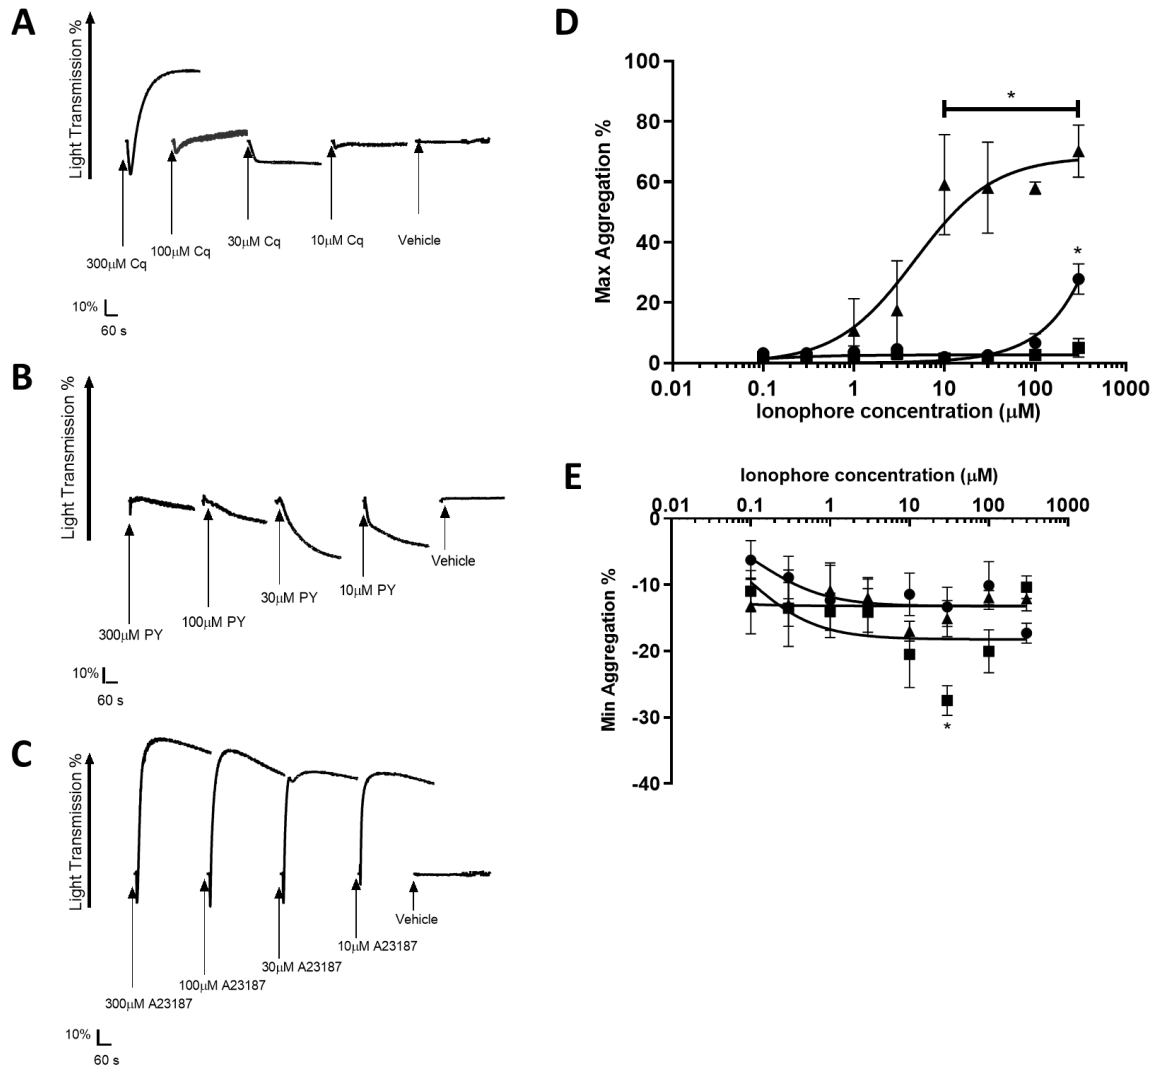 A
Light Transmission %
300μM Cq
100μM Cq
30μM Cq
10μM Cq
Vehicle
10%
60 s
B
Light Transmission %
300μM PY
100μM PY
30μM PY
10μM PY
Vehicle
10%
60 s
C
Light Transmission %
300μM A23187
100μM A23187
30μM A23187
10μM A23187
Vehicle
10%
60 s
D
Max Aggregation %
100
80
60
40
20
0
*
*
0.01 0.1 1 10 100 1000
Ionophore concentration (μM)
E
Ionophore concentration (μM)
0.01 0.1 1 10 100 1000
Min Aggregation %
0
-10
-20
-30
-40
*